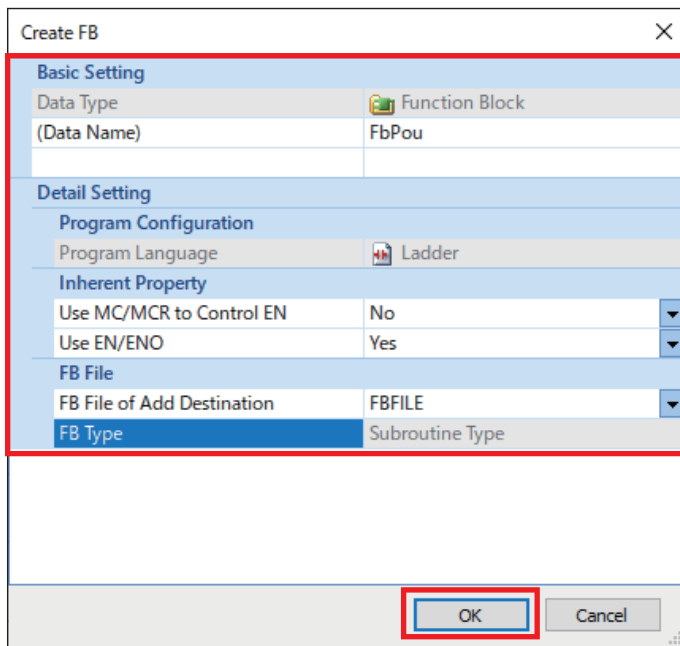 Create FB
Basic Setting
Data Type Function Block
(Data Name) FbPou
Detail Setting
Program Configuration
Program Language Ladder
Inherent Property
Use MC/MCR to Control EN No
Use EN/ENO Yes
FB File
FB File of Add Destination FBFILE
FB Type Subroutine Type
OK Cancel